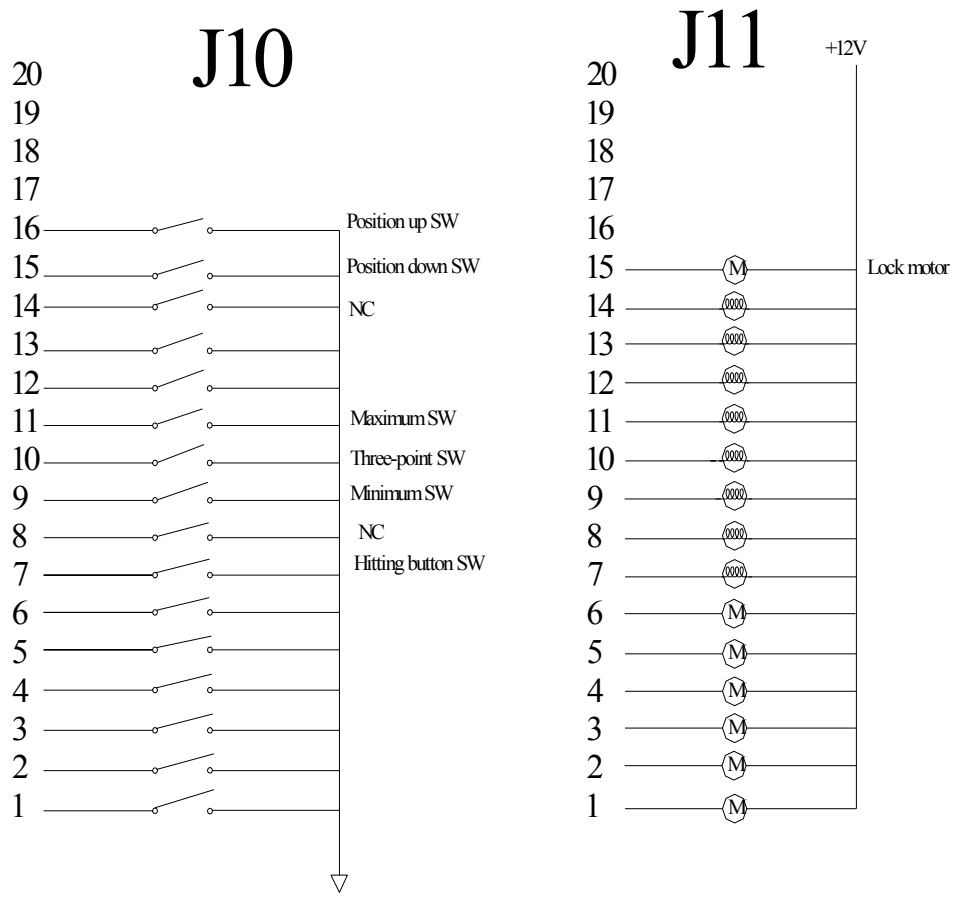 J10
20
19
18
17
16 Position up SW
15 Position down SW
14 NC
13
12
11 Maximum SW
10 Three-point SW
9 Minimum SW
8 NC
7 Hitting button SW
6
5
4
3
2
1
J11
+12V
20
19
18
17
16
15 M Lock motor
14
13
12
11
10
9
8
7
6 M
5 M
4 M
3 M
2 M
1 M